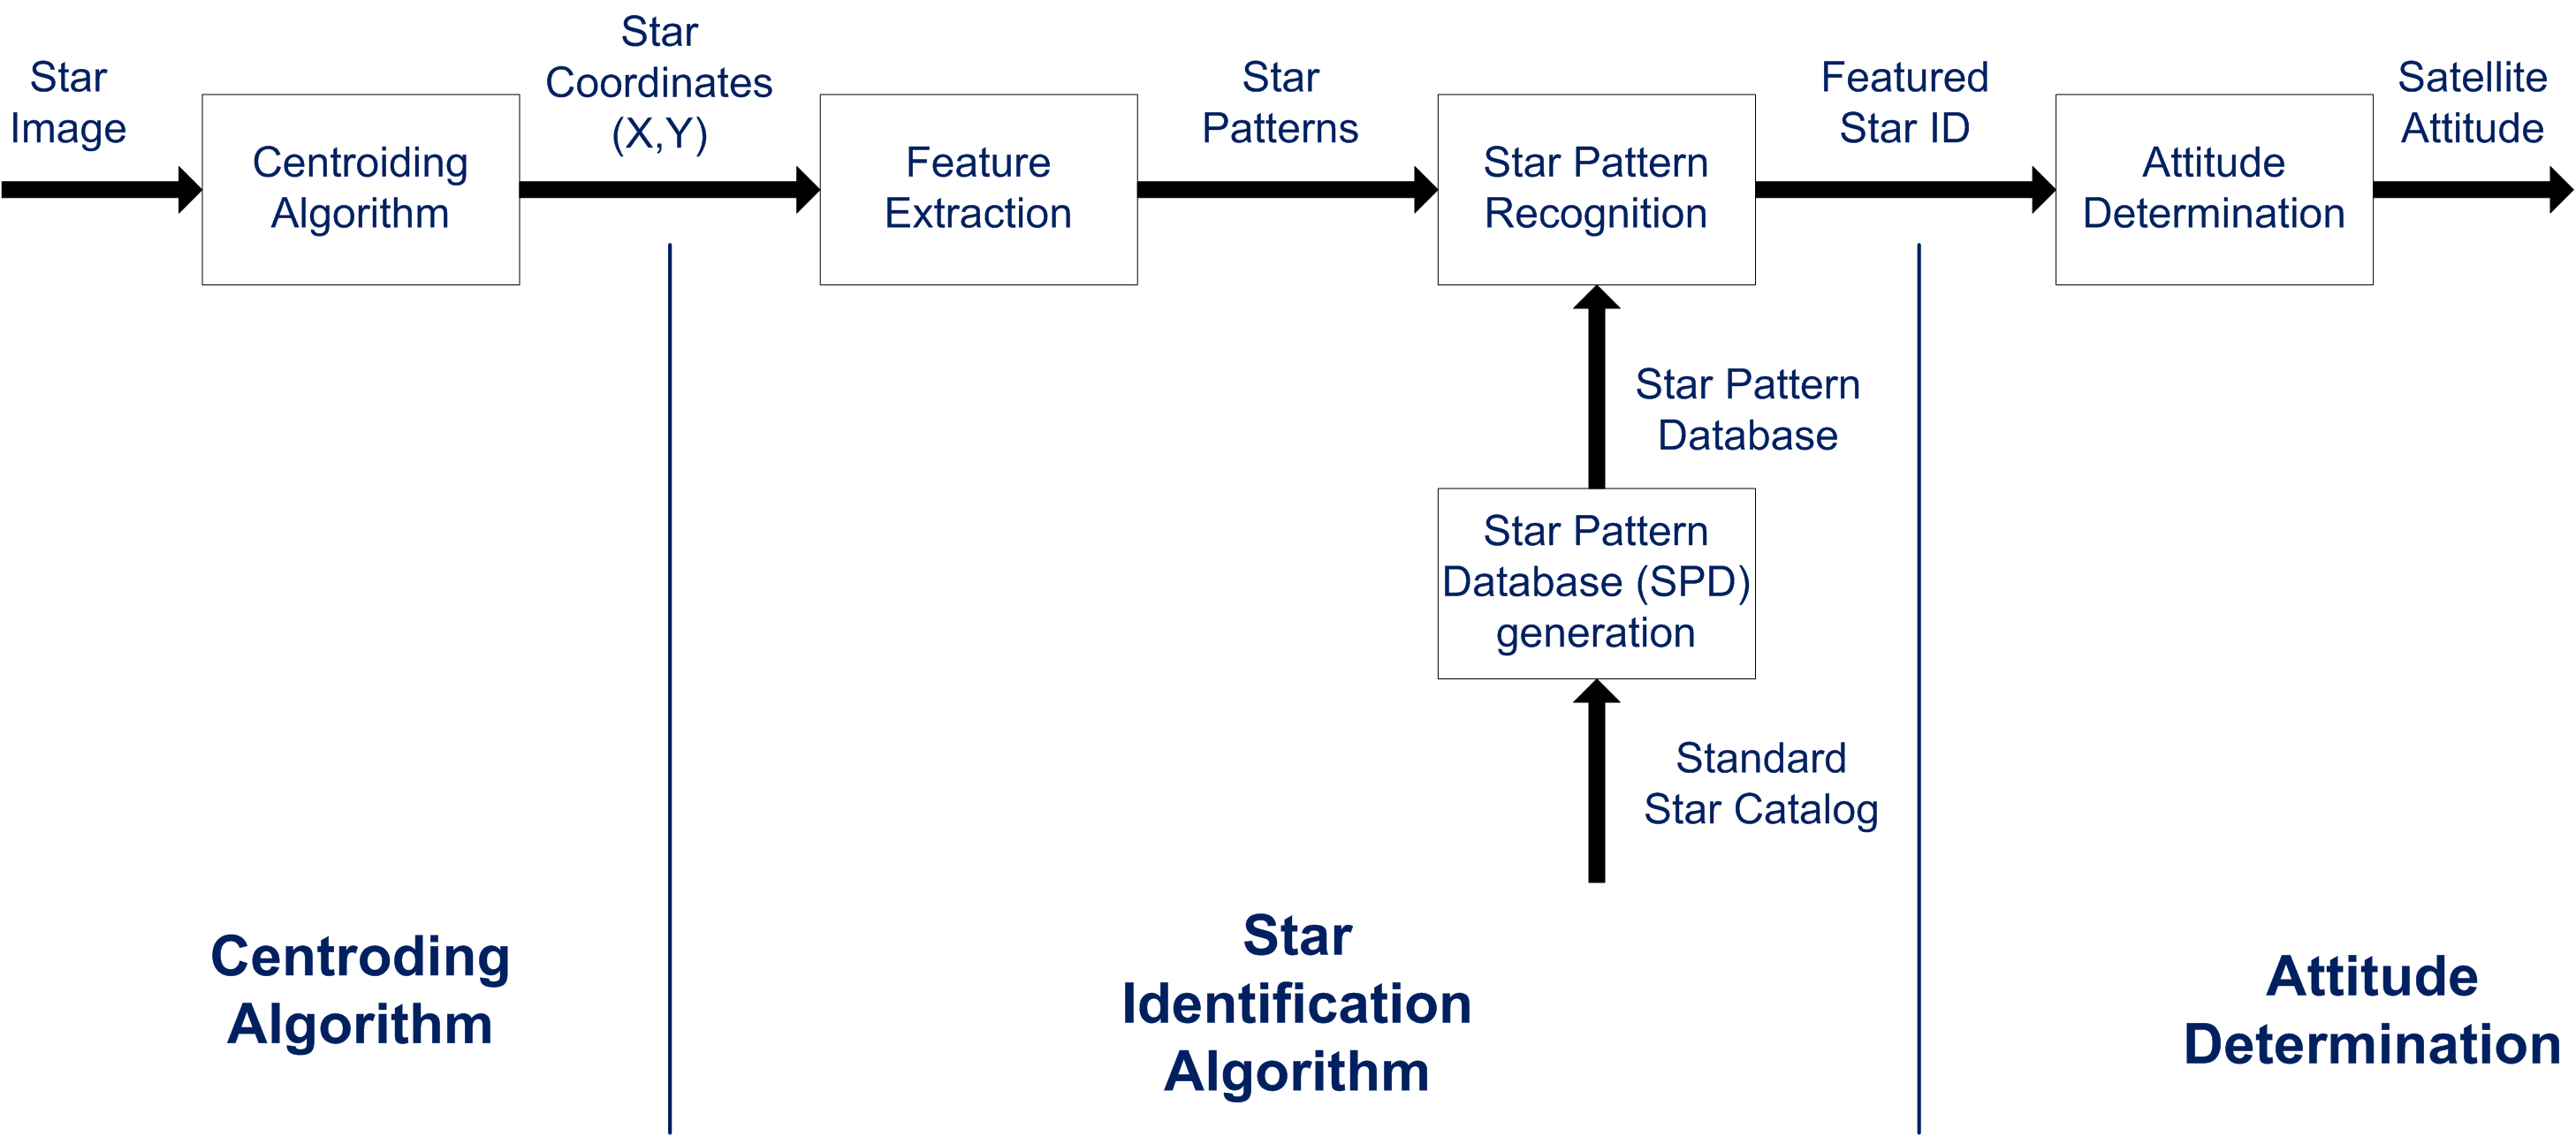 Star
Image
Centroiding
Algorithm
Star
Coordinates
(X,Y)
Feature
Extraction
Star
Patterns
Star Pattern
Recognition
Featured
Star ID
Attitude
Determination
Satellite
Attitude
Star Pattern
Database
Star Pattern
Database (SPD)
generation
Standard
Star Catalog
Centroding
Algorithm
Star
Identification
Algorithm
Attitude
Determination